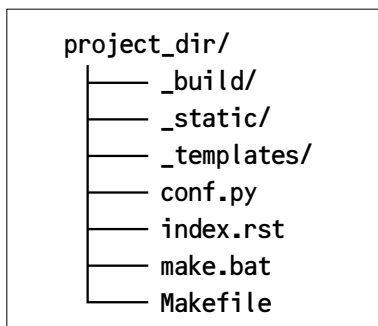 project_dir/
_build/
_static/
_templates/
conf.py
index.rst
make.bat
Makefile